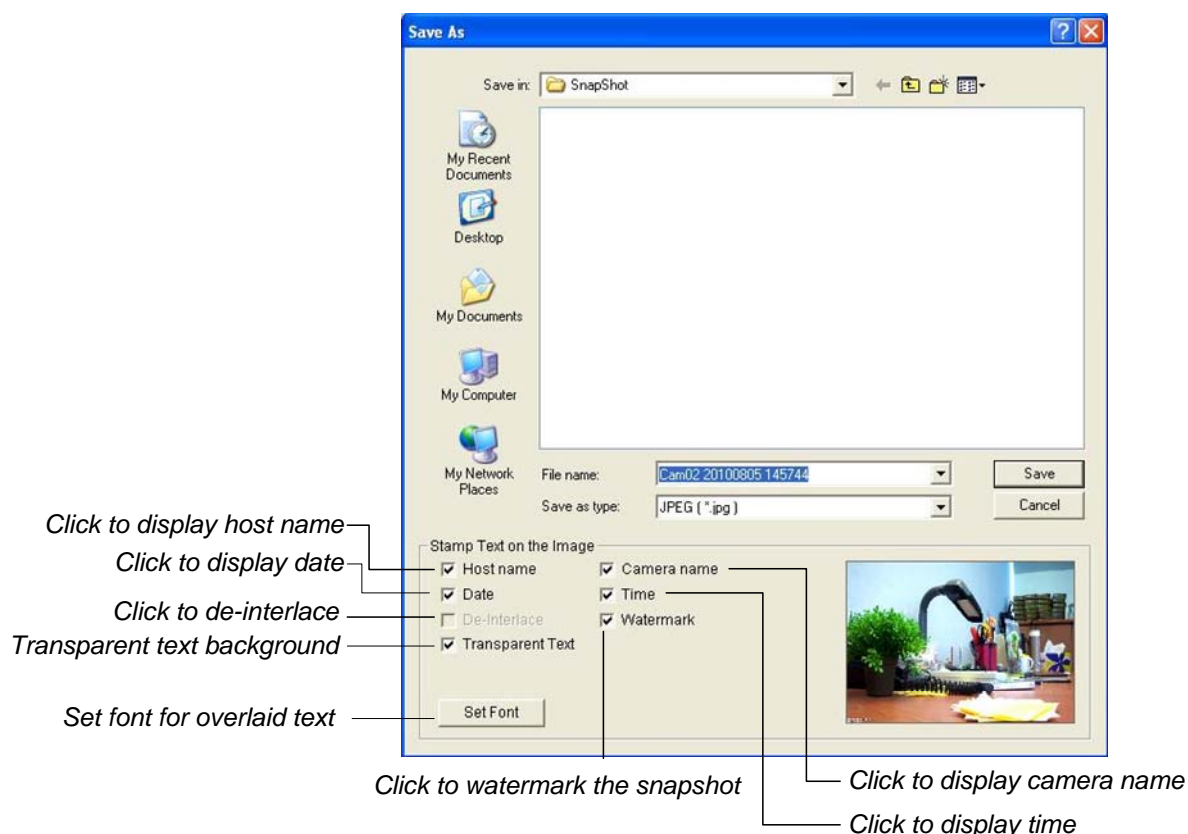 Save As
Save in:
SnapShot
My Recent
Documents
Desktop
My Documents
My Computer
My Network
Places
File name:
Cam02 20100805 145744
Save
Save as type:
JPEG ( *.jpg )
Cancel
Click to display host name
Click to display date
Click to de-interlace
Transparent text background
Set font for overlaid text
Stamp Text on the Image
Host name
Camera name
Date
Time
De-Interlace
Watermark
Transparent Text
Set Font
Click to watermark the snapshot
Click to display camera name
Click to display time